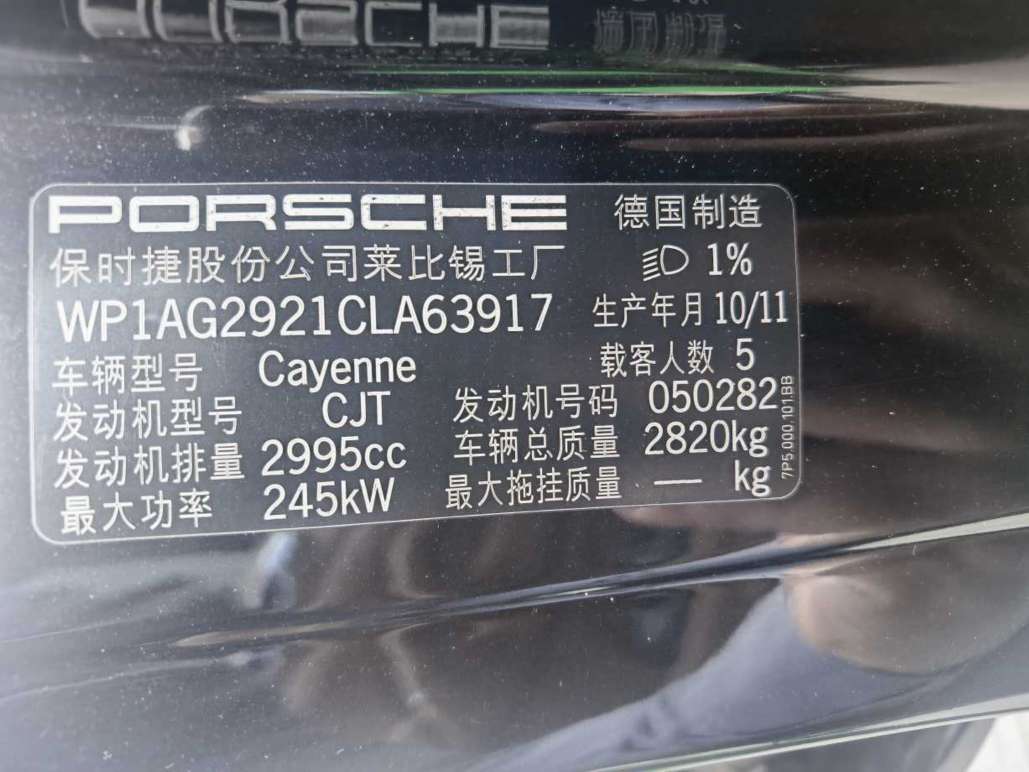 PORSCHE 德国制造
保时捷股份公司莱比锡工厂 1%
WP1AG2921CLA63917 生产年月 10/11
车辆型号 Cayenne 载客人数 5
发动机型号 CJT 发动机号码 050282
发动机排量 2995cc 车辆总质量 2820kg
最大功率 245kW 最大拖挂质量 — kg
7P5.000.101.BB